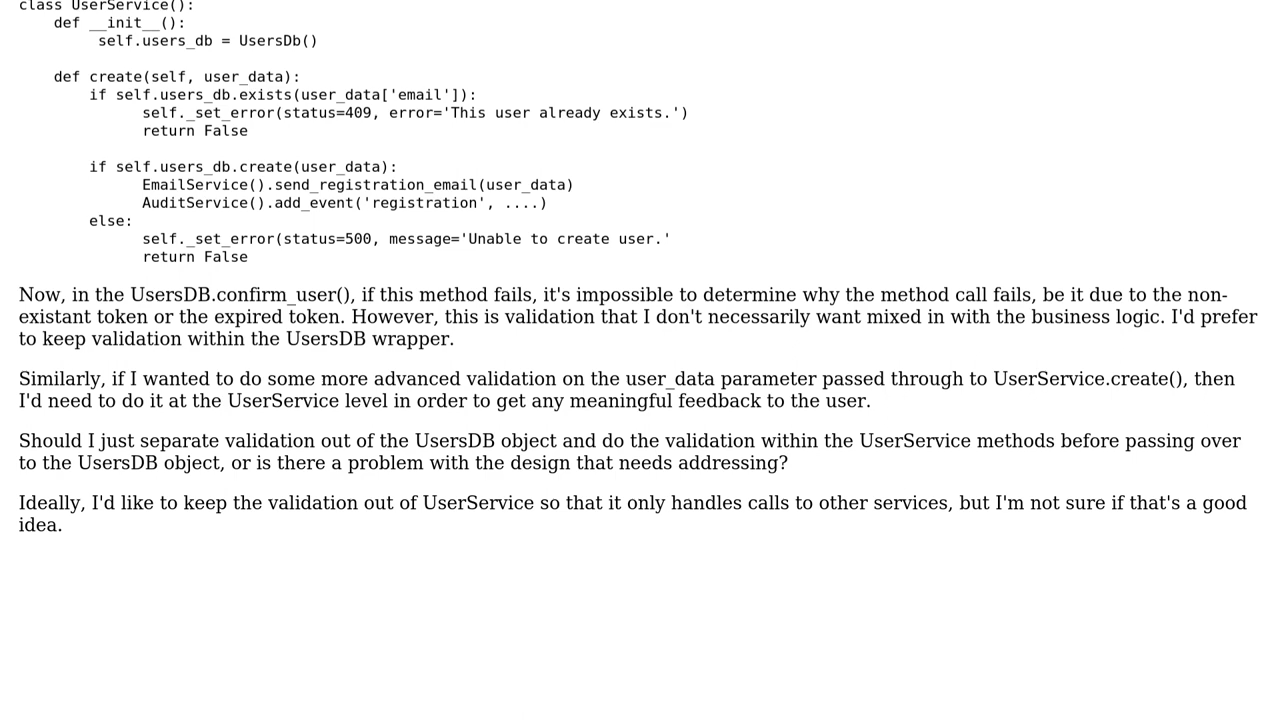 class UserService():
    def __init__():
         self.users_db = UsersDb()

    def create(self, user_data):
        if self.users_db.exists(user_data['email']):
              self._set_error(status=409, error='This user already exists.')
              return False

        if self.users_db.create(user_data):
              EmailService().send_registration_email(user_data)
              AuditService().add_event('registration', ....)
        else:
              self._set_error(status=500, message='Unable to create user.'
              return False
Now, in the UsersDB.confirm_user(), if this method fails, it's impossible to determine why the method call fails, be it due to the non-
existant token or the expired token. However, this is validation that I don't necessarily want mixed in with the business logic. I'd prefer
to keep validation within the UsersDB wrapper.
Similarly, if I wanted to do some more advanced validation on the user_data parameter passed through to UserService.create(), then
I'd need to do it at the UserService level in order to get any meaningful feedback to the user.
Should I just separate validation out of the UsersDB object and do the validation within the UserService methods before passing over
to the UsersDB object, or is there a problem with the design that needs addressing?
Ideally, I'd like to keep the validation out of UserService so that it only handles calls to other services, but I'm not sure if that's a good
idea.